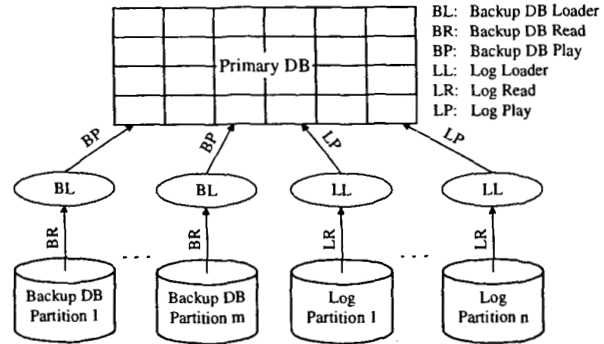 BL: Backup DB Loader
BR: Backup DB Read
BP: Backup DB Play
LL: Log Loader
LR: Log Read
LP: Log Play
Primary DB
BP
BP
LP
LP
BL
BL
LL
LL
BR
BR
LR
LR
. . .
. . .
Backup DB
Partition 1
Backup DB
Partition m
Log
Partition 1
Log
Partition n